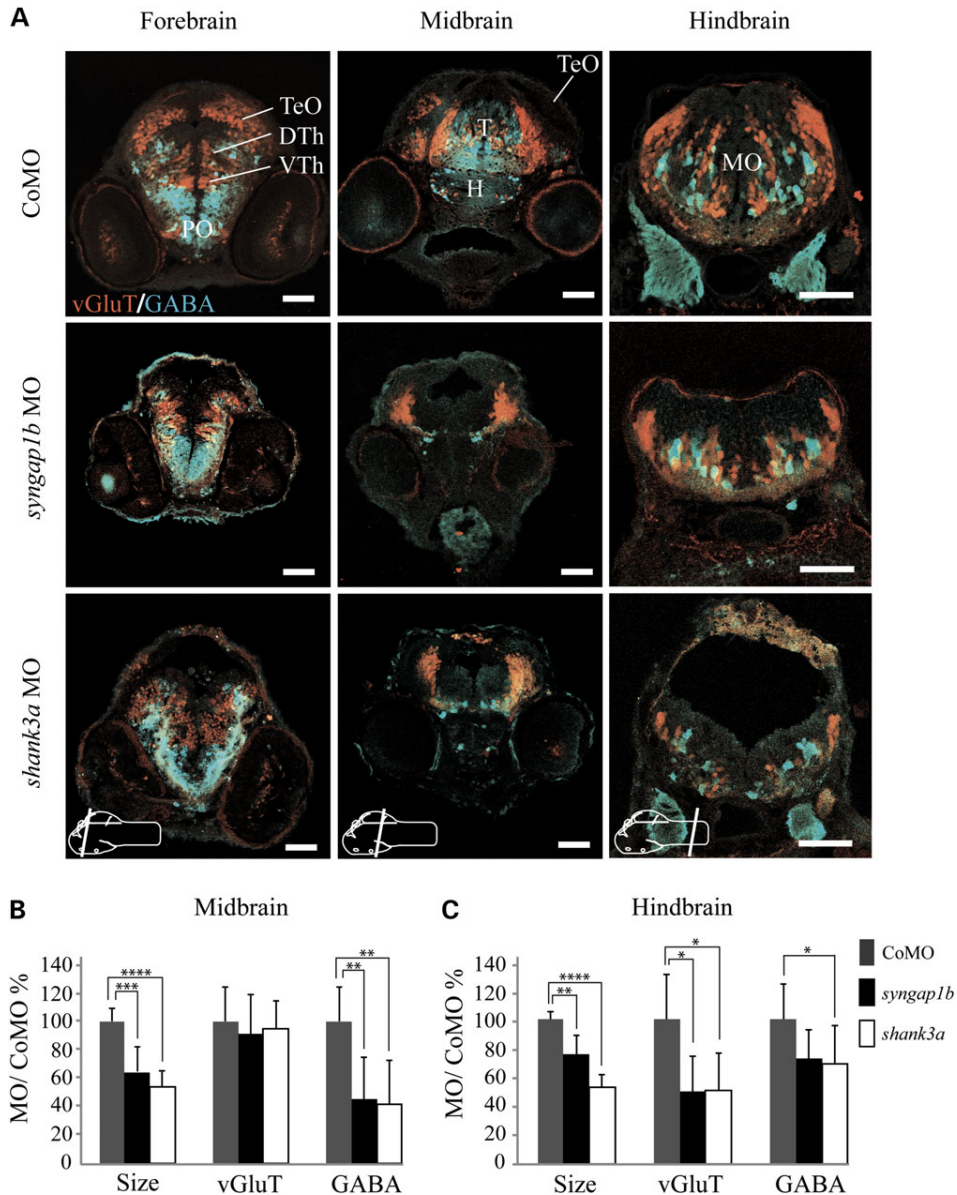 A
Forebrain Midbrain Hindbrain
CoMO
TeO
DTh
VTh
PO
vGluT/GABA
TeO
T
H
MO
syngap1b MO
shank3a MO
B Midbrain
MO/ CoMO %
140
120
100
80
60
40
20
0
****
***
**
**
Size vGluT GABA
C Hindbrain
MO/ CoMO %
140
120
100
80
60
40
20
0
****
**
*
*
*
Size vGluT GABA
CoMO
syngap1b
shank3a